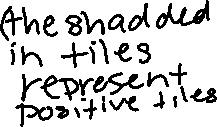 (the shadded
in tiles
represent
positive tiles